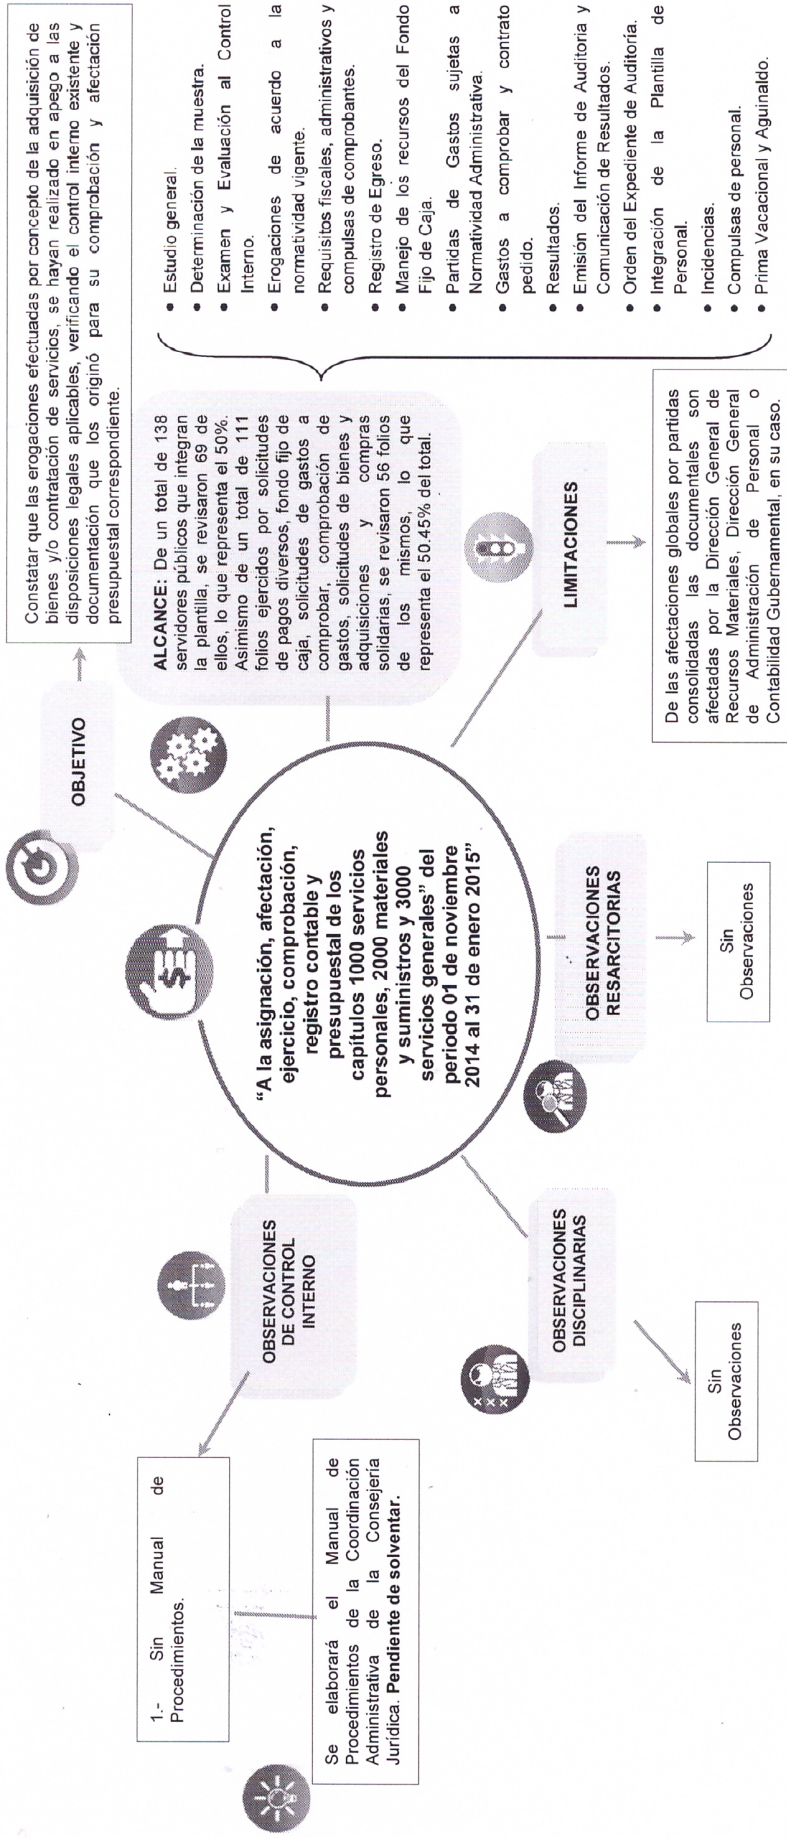 Constatar que las erogaciones efectuadas por concepto de la adquisición de
bienes y/o contratación de servicios, se hayan realizado en apego a las
disposiciones legales aplicables, verificando el control interno existente y
documentación que los originó para su comprobación y afectación
presupuestal correspondiente.
OBJETIVO
ALCANCE: De un total de 138
servidores públicos que integran
la plantilla, se revisaron 69 de
ellos, lo que representa el 50%.
Asimismo de un total de 111
folios ejercidos por solicitudes
de pagos diversos, fondo fijo de
caja, solicitudes de gastos a
comprobar, comprobación de
gastos, solicitudes de bienes y
adquisiciones y compras
solidarias, se revisaron 56 folios
de los mismos, lo que
representa el 50.45% del total.
• Estudio general.
• Determinación de la muestra.
• Examen y Evaluación al Control
Interno.
• Erogaciones de acuerdo a la
normatividad vigente.
• Requisitos fiscales, administrativos y
compulsas de comprobantes.
• Registro de Egreso.
• Manejo de los recursos del Fondo
Fijo de Caja.
• Partidas de Gastos sujetas a
Normatividad Administrativa.
• Gastos a comprobar y contrato
pedido.
• Resultados.
• Emisión del Informe de Auditoria y
Comunicación de Resultados.
• Orden del Expediente de Auditoría.
• Integración de la Plantilla de
Personal.
• Incidencias.
• Compulsas de personal.
• Prima Vacacional y Aguinaldo.
$
"A la asignación, afectación,
ejercicio, comprobación,
registro contable y
presupuestal de los
capítulos 1000 servicios
personales, 2000 materiales
y suministros y 3000
servicios generales" del
periodo 01 de noviembre
2014 al 31 de enero 2015"
LIMITACIONES
De las afectaciones globales por partidas
consolidadas las documentales son
afectadas por la Dirección General de
Recursos Materiales, Dirección General
de Administración de Personal o
Contabilidad Gubernamental, en su caso.
OBSERVACIONES
RESARCITORIAS
Sin
Observaciones
OBSERVACIONES
DISCIPLINARIAS
x x x
Sin
Observaciones
OBSERVACIONES
DE CONTROL
INTERNO
1.- Sin Manual de
Procedimientos.
Se elaborará el Manual de
Procedimientos de la Coordinación
Administrativa de la Consejería
Jurídica. Pendiente de solventar.